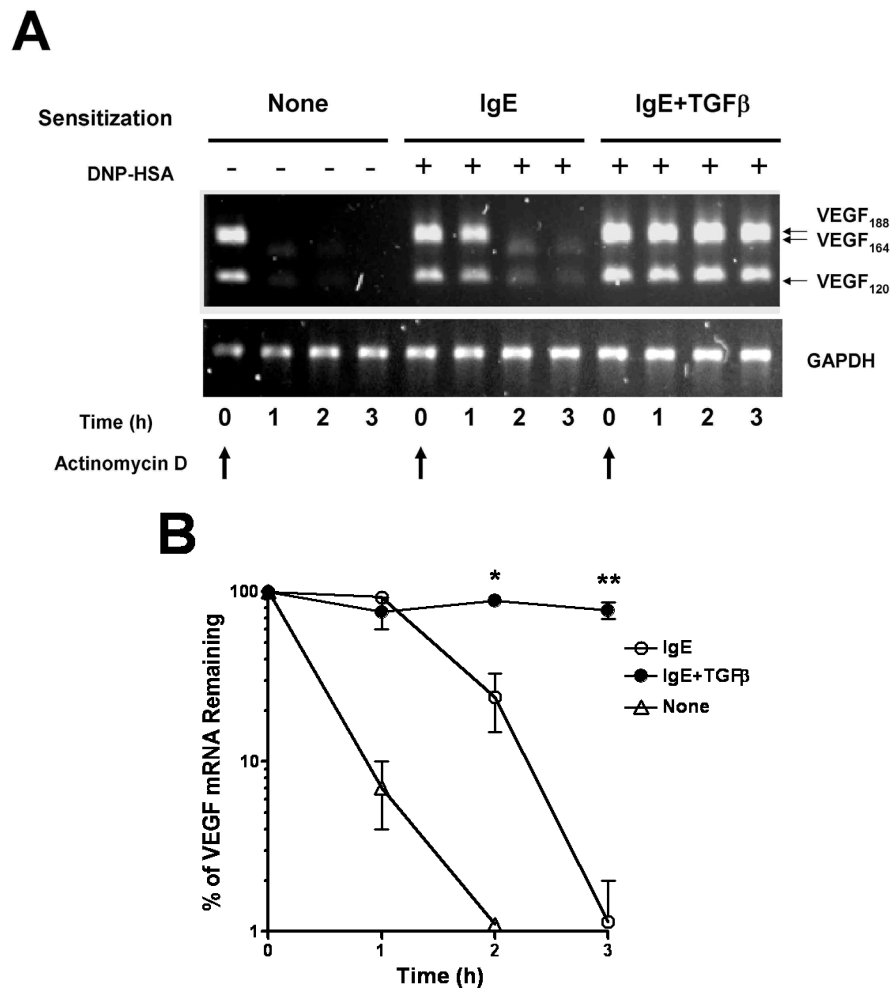 A
Sensitization None IgE IgE+TGFβ
DNP-HSA - - - - + + + + + + + +
VEGF188
VEGF164
VEGF120
GAPDH
Time (h) 0 1 2 3 0 1 2 3 0 1 2 3
Actinomycin D
B
% of VEGF mRNA Remaining
100
10
1
* **
IgE
IgE+TGFβ
None
0 1 2 3
Time (h)